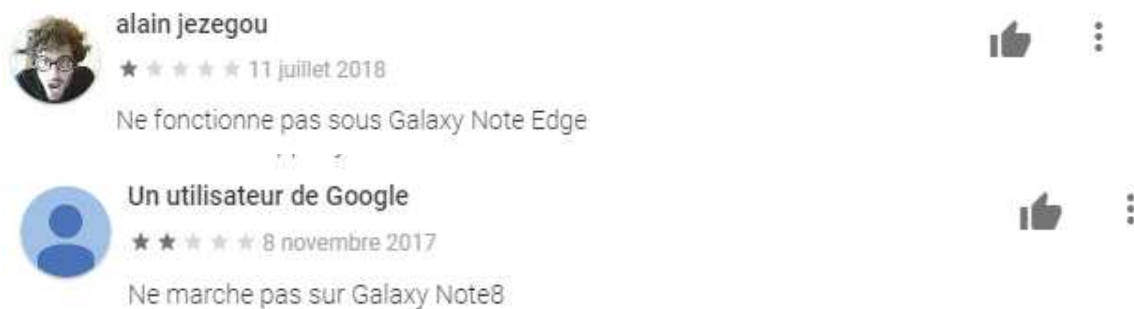 alain jezegou
11 juillet 2018
Ne fonctionne pas sous Galaxy Note Edge
Un utilisateur de Google
8 novembre 2017
Ne marche pas sur Galaxy Note8